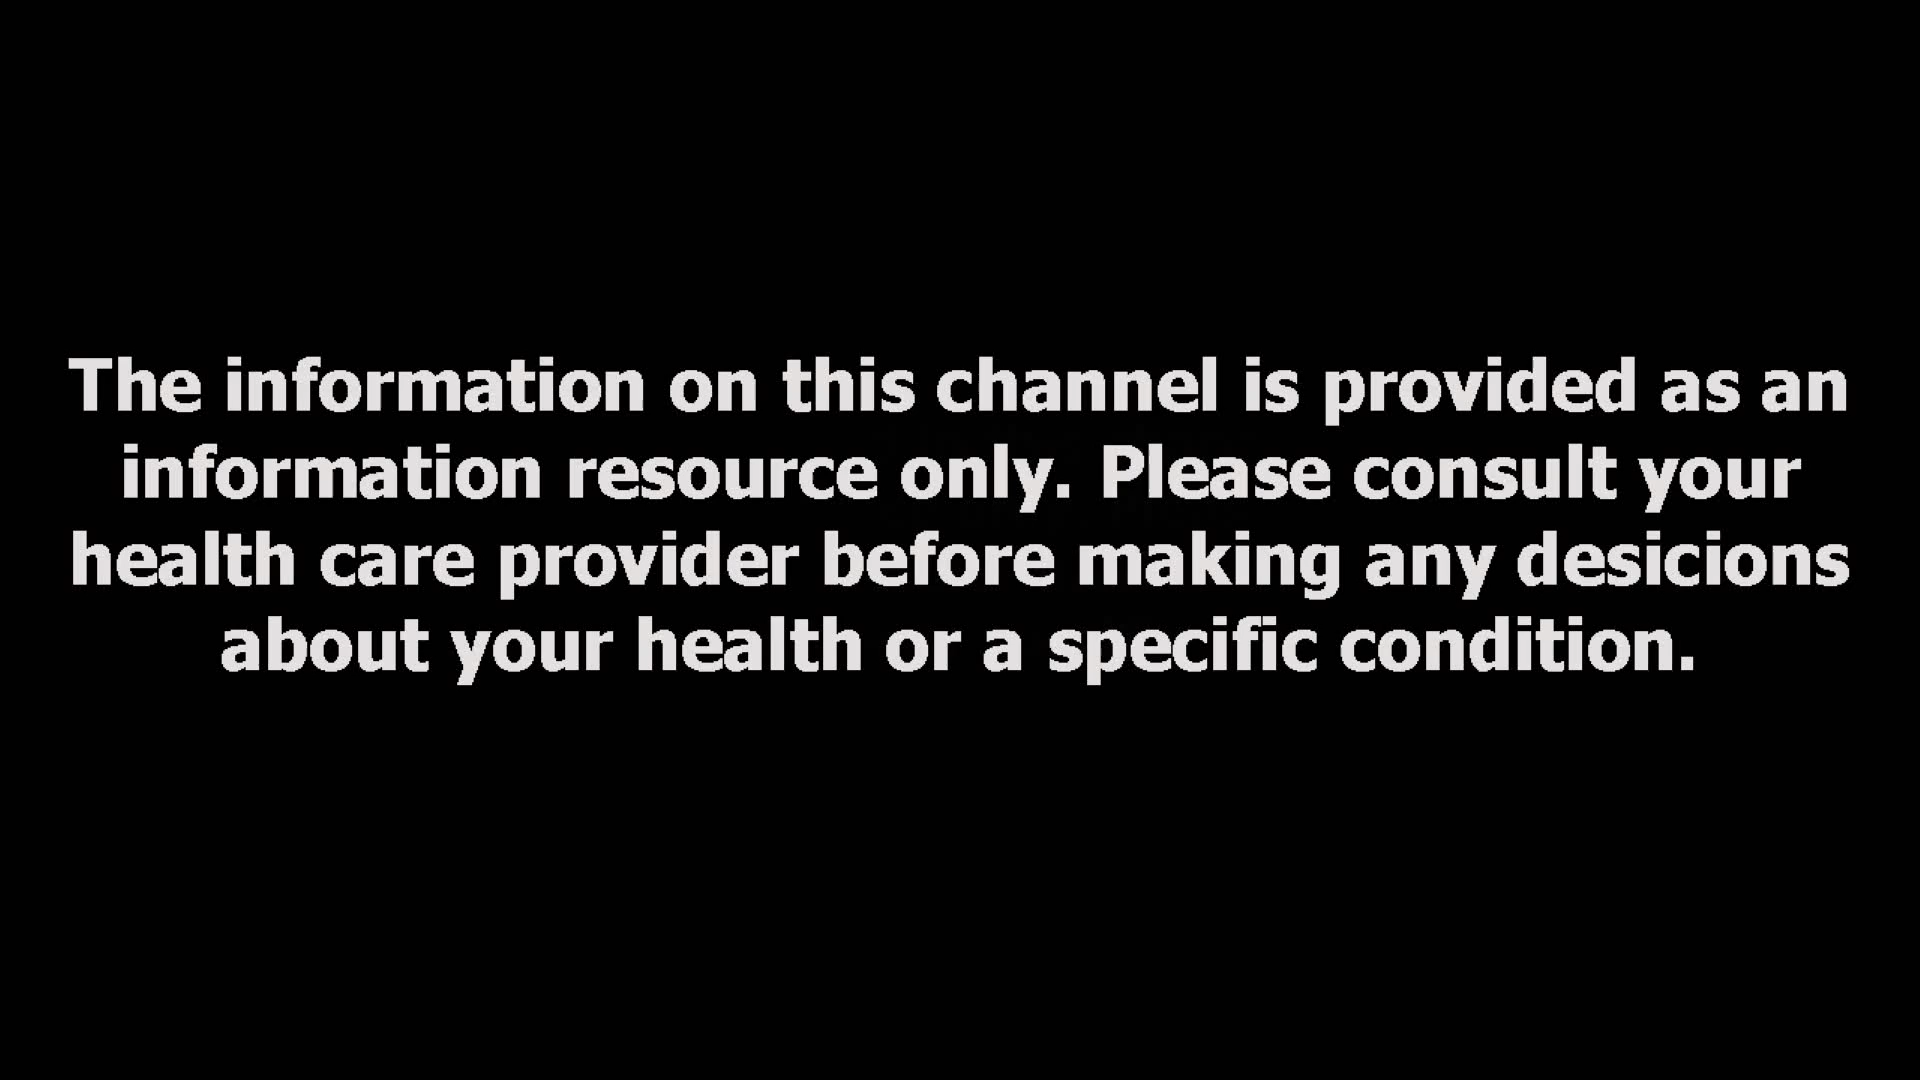 The information on this channel is provided as an
information resource only. Please consult your
health care provider before making any desicions
about your health or a specific condition.